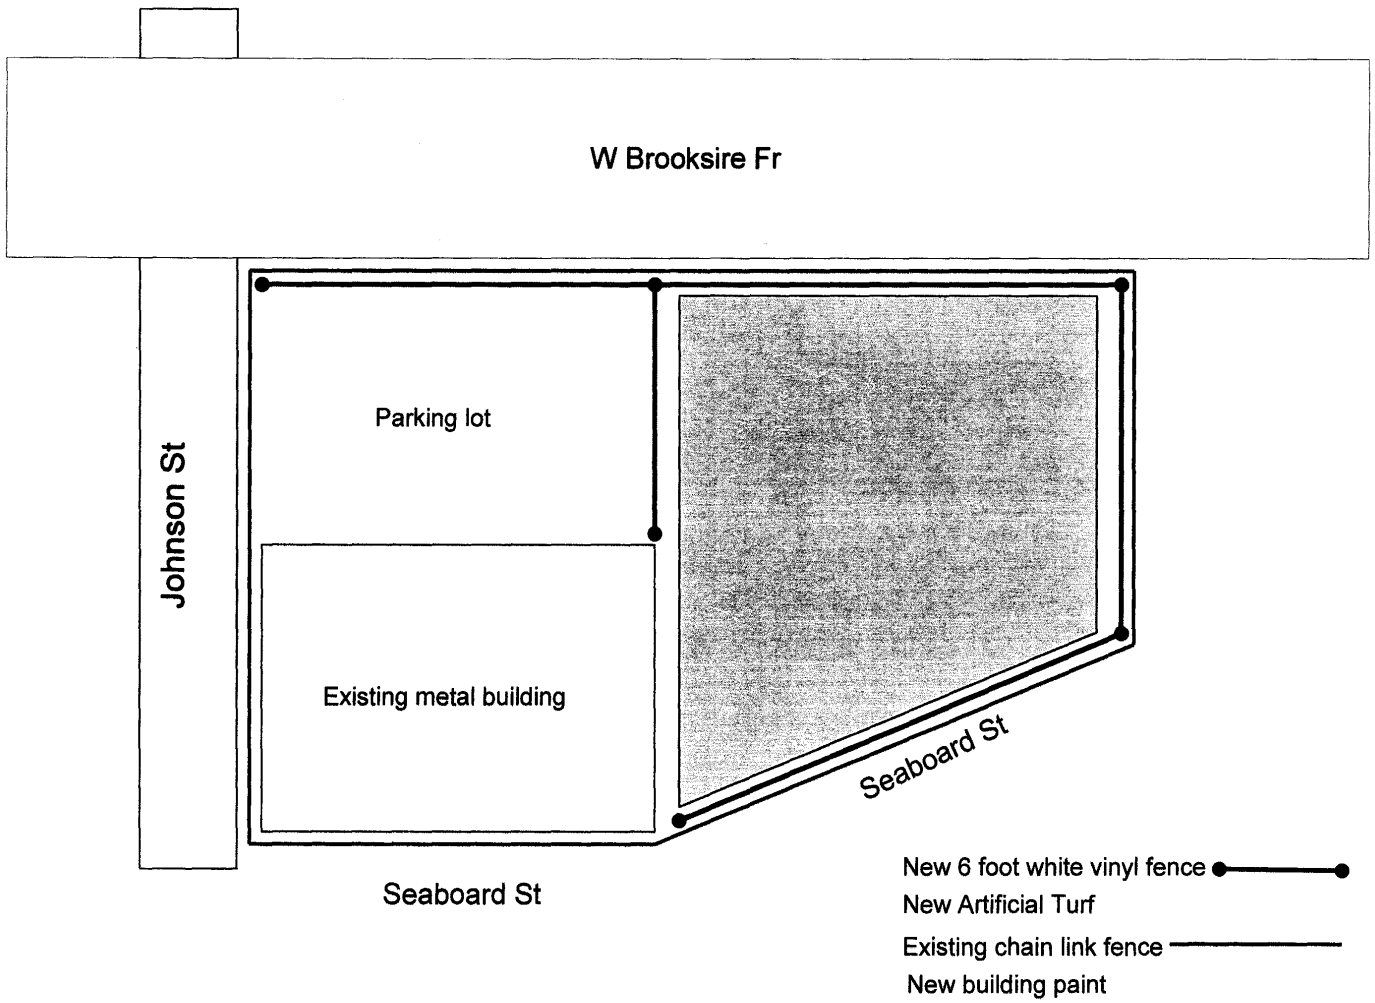 W Brooksire Fr
Parking lot
Johnson St
Existing metal building
Seaboard St
Seaboard St
New 6 foot white vinyl fence
New Artificial Turf
Existing chain link fence
New building paint